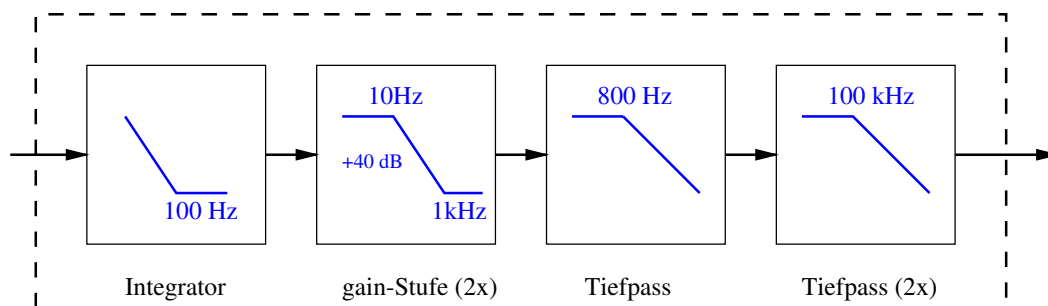 10Hz
800 Hz
100 kHz
+40 dB
100 Hz
1kHz
Integrator
gain-Stufe (2x)
Tiefpass
Tiefpass (2x)